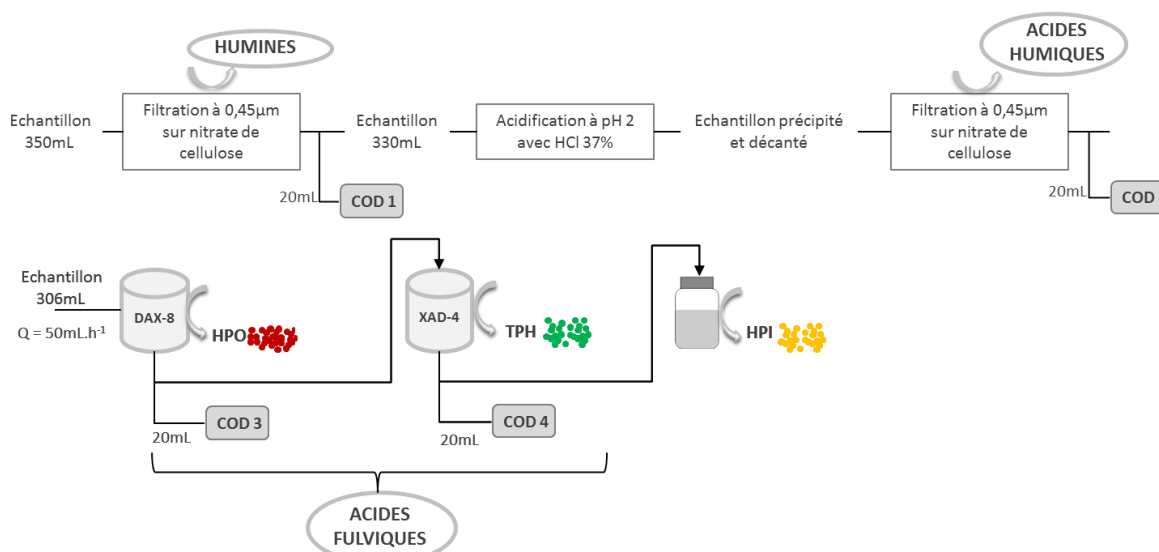 HUMINES
ACIDES
HUMIQUES
Echantillon
350mL
Filtration à 0,45µm
sur nitrate de
cellulose
Echantillon
330mL
Acidification à pH 2
avec HCl 37%
Echantillon précipité
et décanté
Filtration à 0,45µm
sur nitrate de
cellulose
20mL
COD 1
20mL
COD
Echantillon
306mL
Q = 50mL.h⁻¹
DAX-8
HPO
XAD-4
TPH
HPI
20mL
COD 3
20mL
COD 4
ACIDES
FULVIQUES